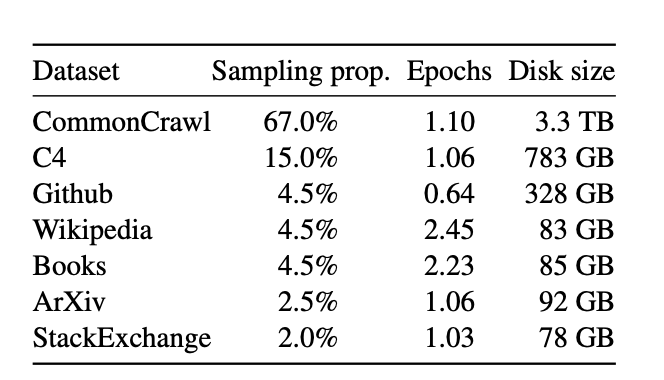 Dataset Sampling prop. Epochs Disk size
CommonCrawl 67.0% 1.10 3.3 TB
C4 15.0% 1.06 783 GB
Github 4.5% 0.64 328 GB
Wikipedia 4.5% 2.45 83 GB
Books 4.5% 2.23 85 GB
ArXiv 2.5% 1.06 92 GB
StackExchange 2.0% 1.03 78 GB